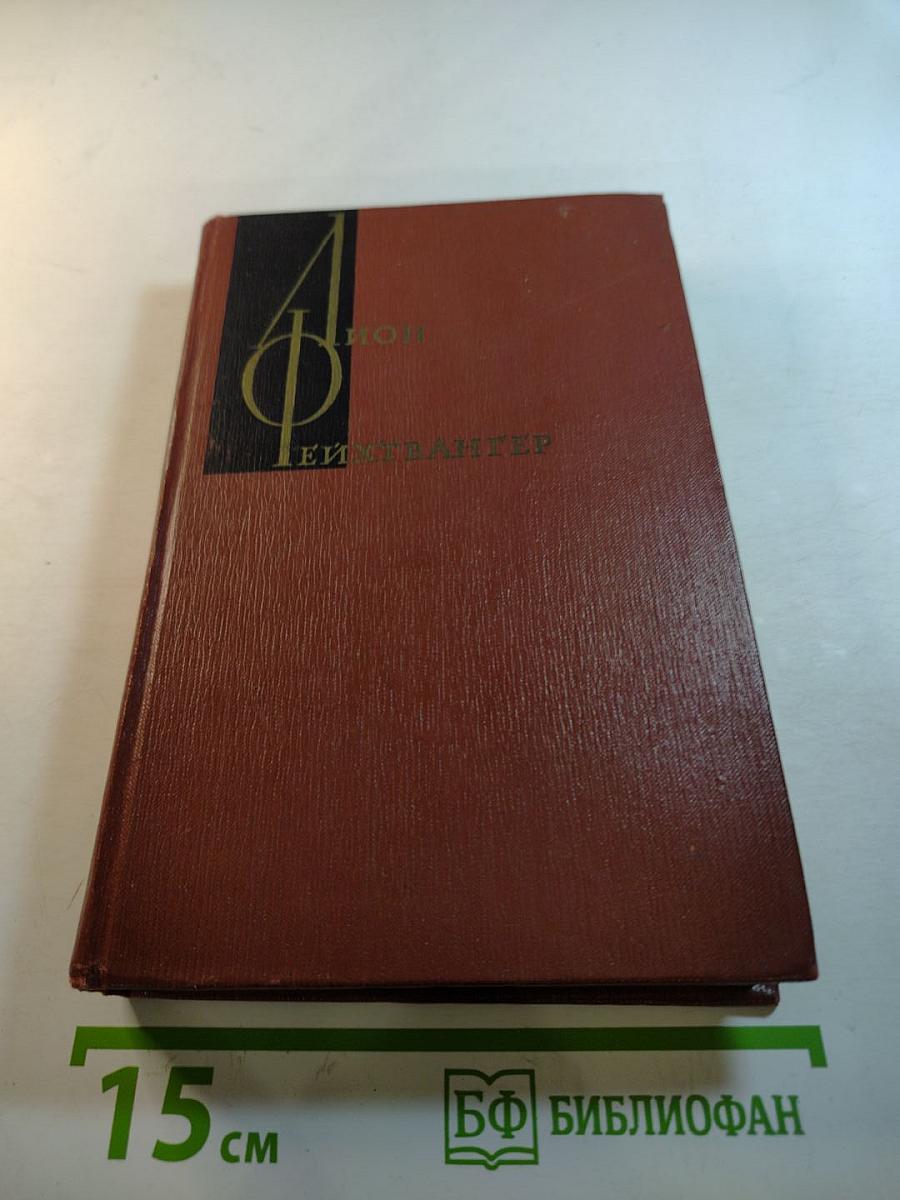 Лион
Фейхтвангер
15 см
БФ БИБЛИОФАН